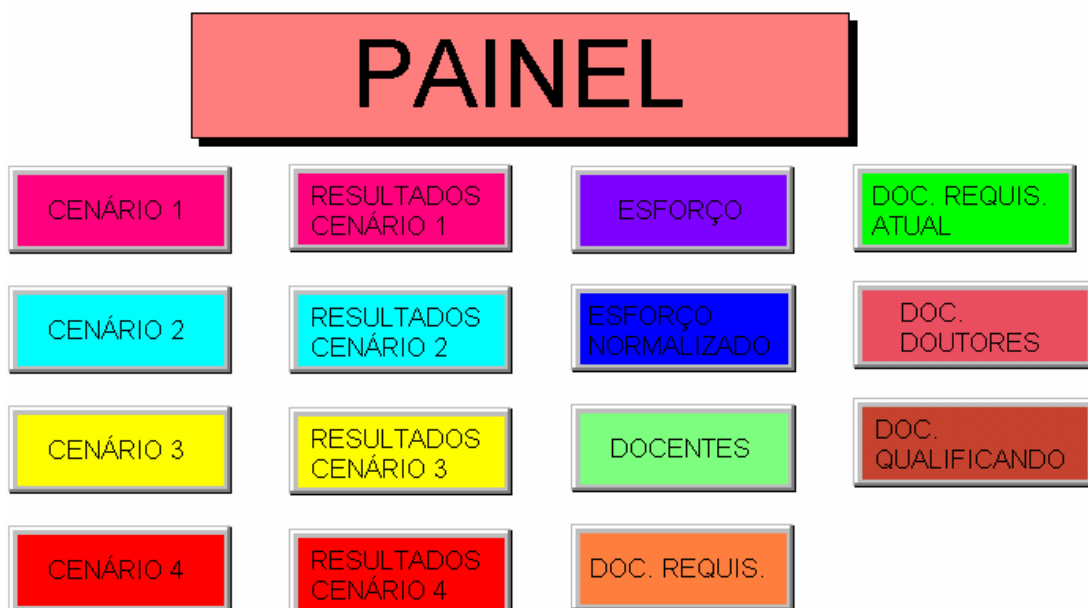 PAINEL
CENÁRIO 1
RESULTADOS
CENÁRIO 1
ESFORÇO
DOC. REQUIS.
ATUAL
CENÁRIO 2
RESULTADOS
CENÁRIO 2
ESFORÇO
NORMALIZADO
DOC.
DOUTORES
CENÁRIO 3
RESULTADOS
CENÁRIO 3
DOCENTES
DOC.
QUALIFICANDO
CENÁRIO 4
RESULTADOS
CENÁRIO 4
DOC. REQUIS.